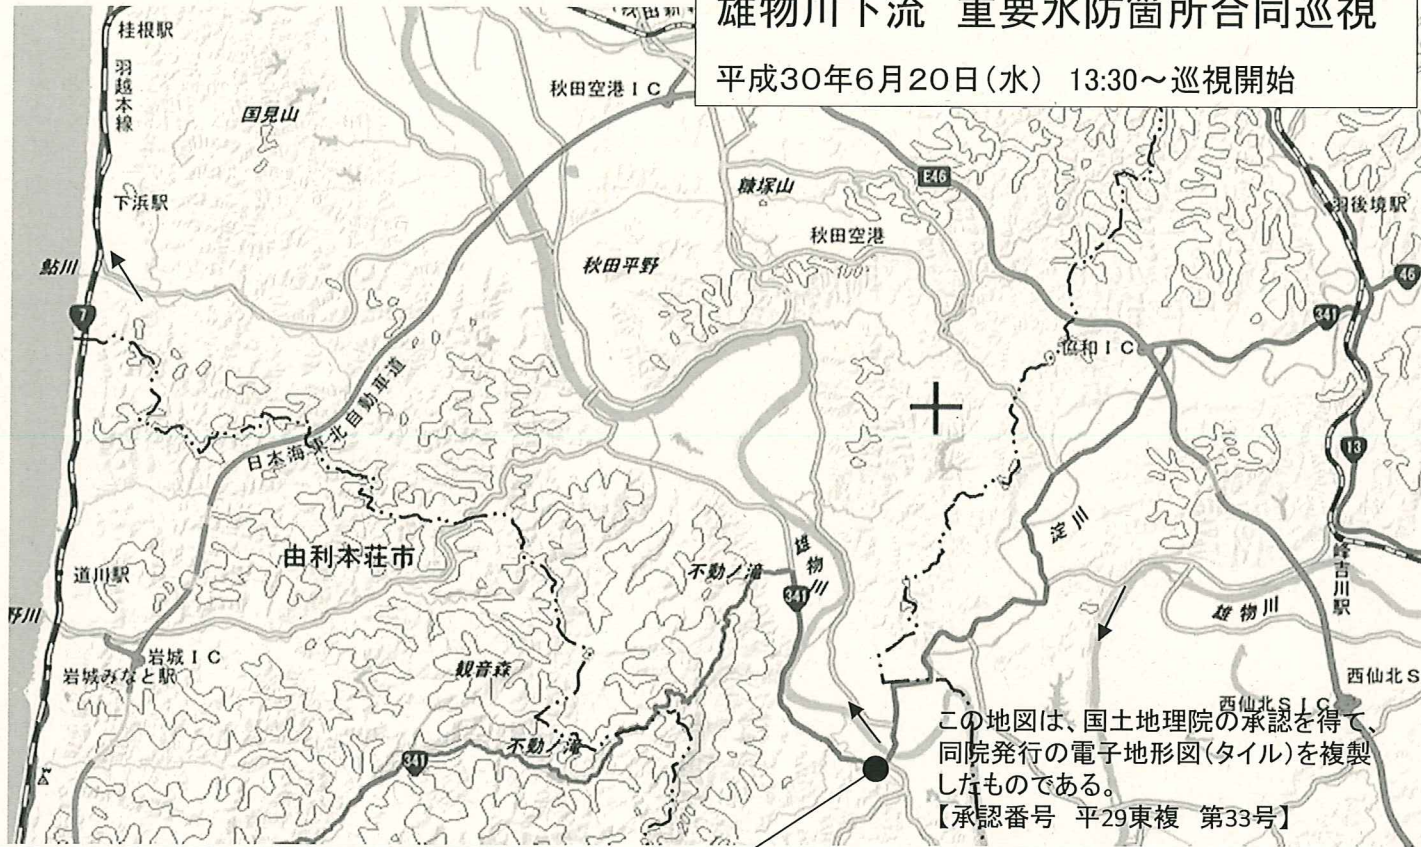 雄物川下流 重要水防箇所合同巡視
平成30年6月20日(水) 13:30～巡視開始
桂根駅
羽越本線
国見山
秋田空港IC
下浜駅
糠塚山
E46
羽後境駅
秋田空港
鮎川
秋田平野
100
46
7
341
協和IC
日本海東北自動車道
13
淀川
由利本荘市
雄物川
道川駅
不動ノ滝
341
峰吉川駅
雄物川
野川
岩城IC
岩城みなと駅
観音森
西仙北S
西仙北SIC
不動ノ滝
341
200
この地図は、国土地理院の承認を得て、
同院発行の電子地形図(タイル)を複製
したものである。
【承認番号 平29東複 第33号】